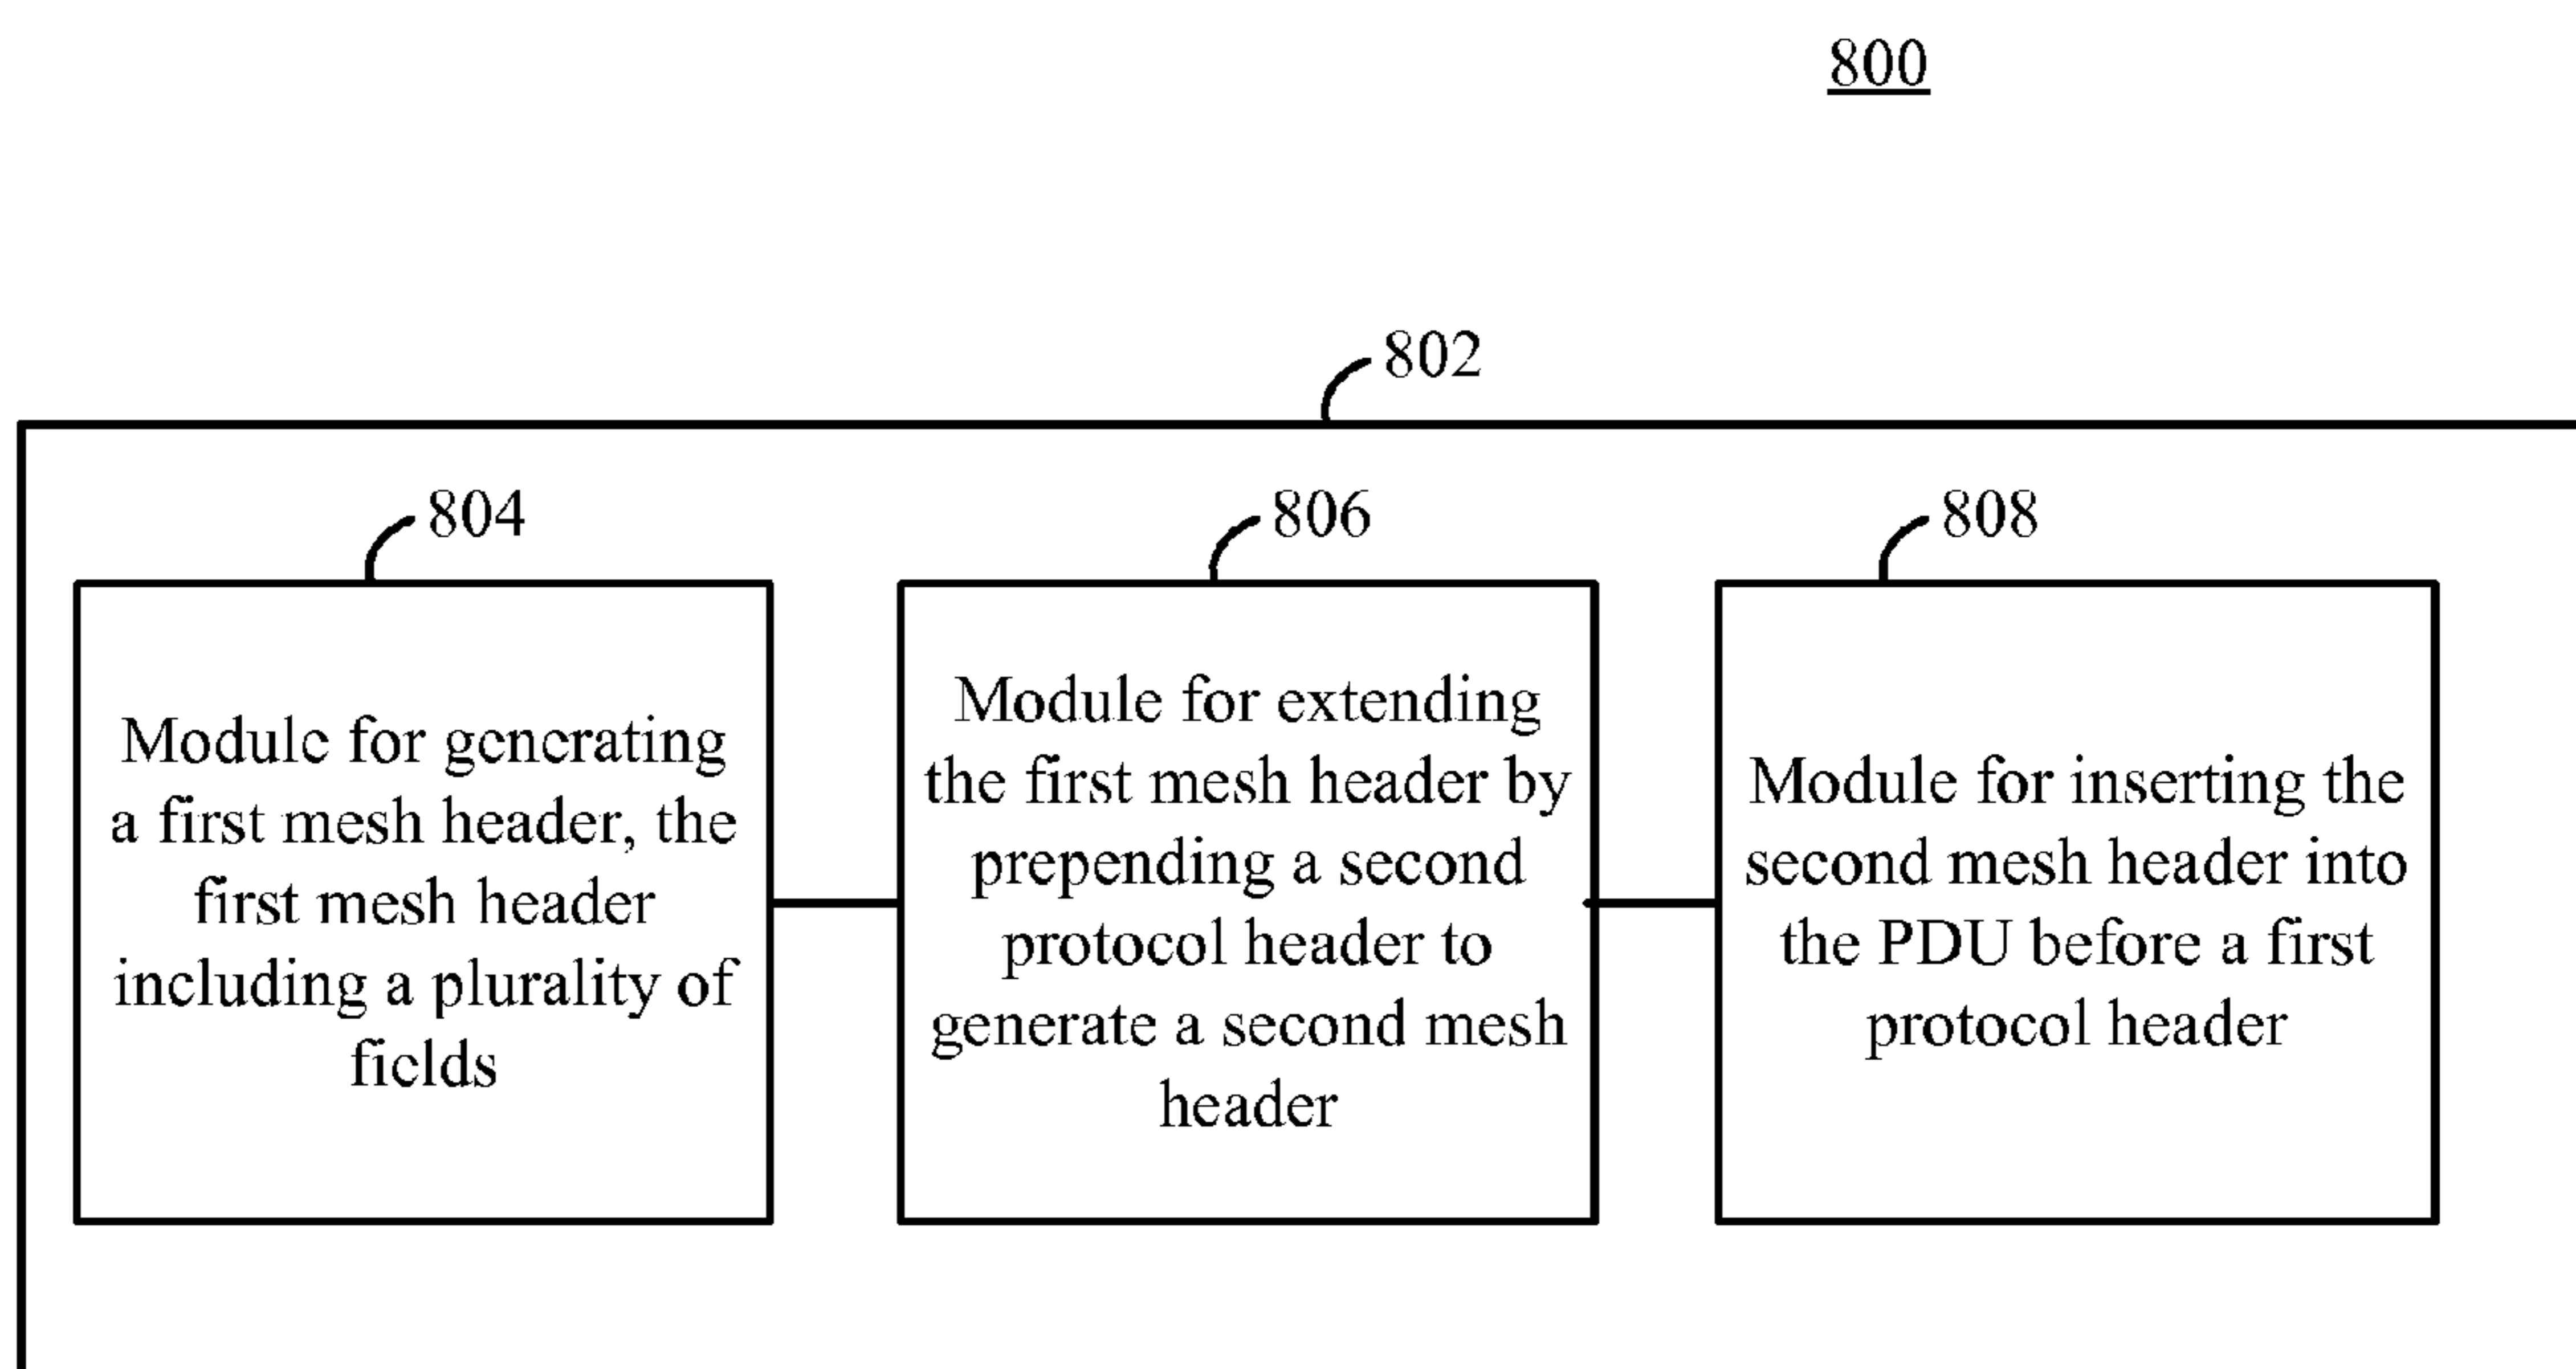 800
802
804
806
808
Module for generating
a first mesh header, the
first mesh header
including a plurality of
fields
Module for extending
the first mesh header by
prepending a second
protocol header to
generate a second mesh
header
Module for inserting the
second mesh header into
the PDU before a first
protocol header